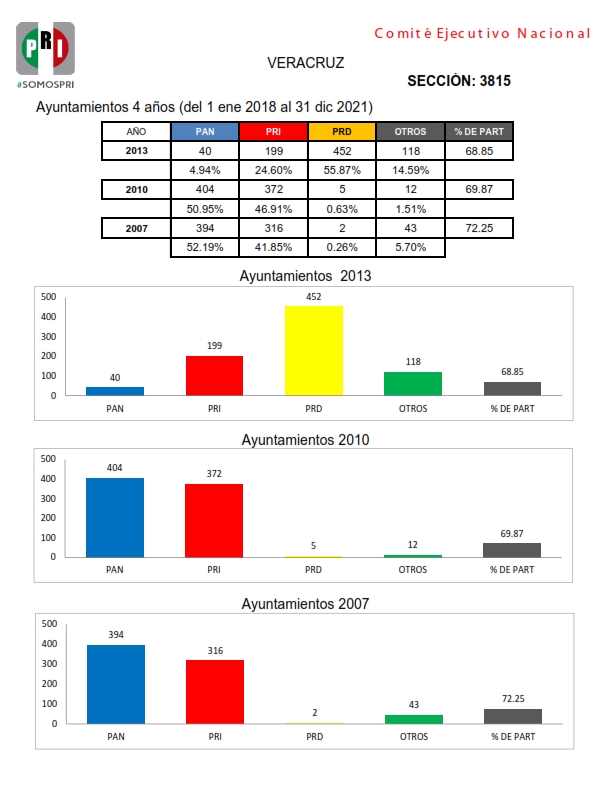 Comité Ejecutivo Nacional
PRI
#SOMOSPRI
VERACRUZ
SECCIÓN: 3815
Ayuntamientos 4 años (del 1 ene 2018 al 31 dic 2021)
AÑO PAN PRI PRD OTROS % DE PART
2013 40 199 452 118 68.85
4.94% 24.60% 55.87% 14.59%
2010 404 372 5 12 69.87
50.95% 46.91% 0.63% 1.51%
2007 394 316 2 43 72.25
52.19% 41.85% 0.26% 5.70%
Ayuntamientos 2013
500
400
300
200
100
0
40 199 452 118 68.85
PAN PRI PRD OTROS % DE PART
Ayuntamientos 2010
500
400
300
200
100
0
404 372 5 12 69.87
PAN PRI PRD OTROS % DE PART
Ayuntamientos 2007
500
400
300
200
100
0
394 316 2 43 72.25
PAN PRI PRD OTROS % DE PART